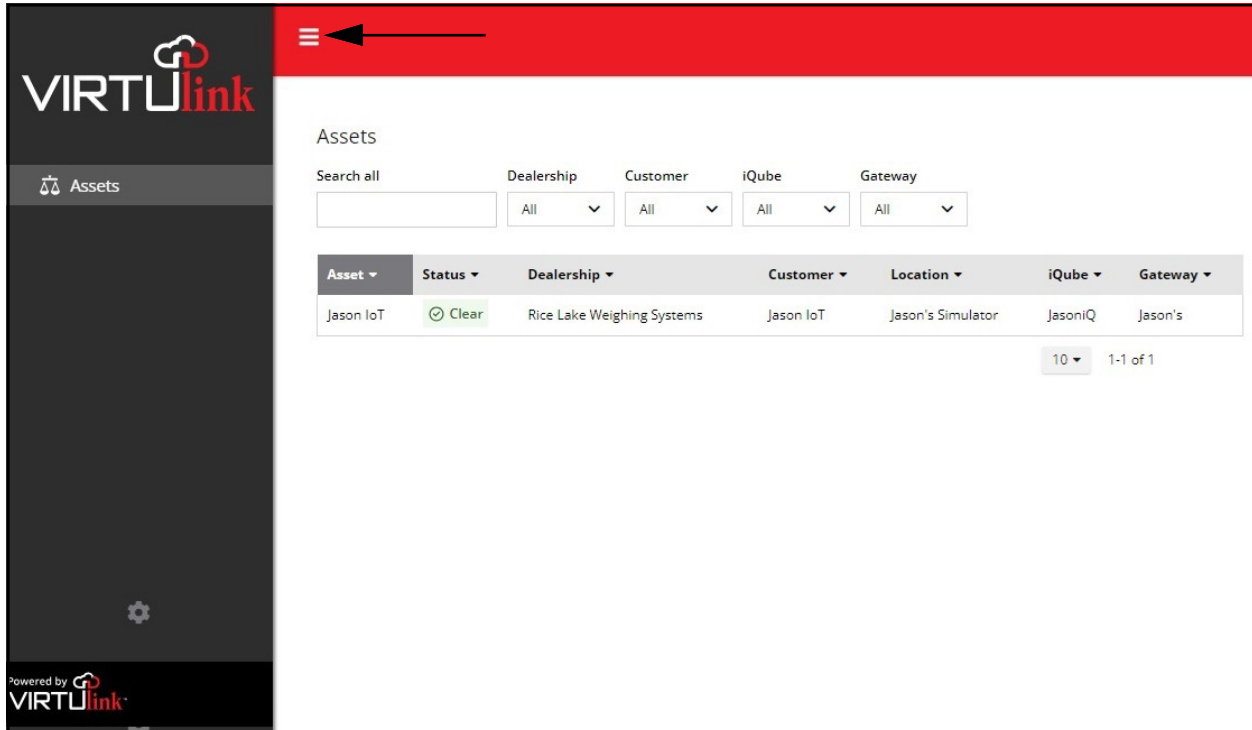 VIRTUlink
Assets
Assets
Search all Dealership Customer iQube Gateway
All All All All
Asset Status Dealership Customer Location iQube Gateway
Jason IoT Clear Rice Lake Weighing Systems Jason IoT Jason's Simulator JasoniQ Jason's
10 1-1 of 1
Powered by
VIRTUlink